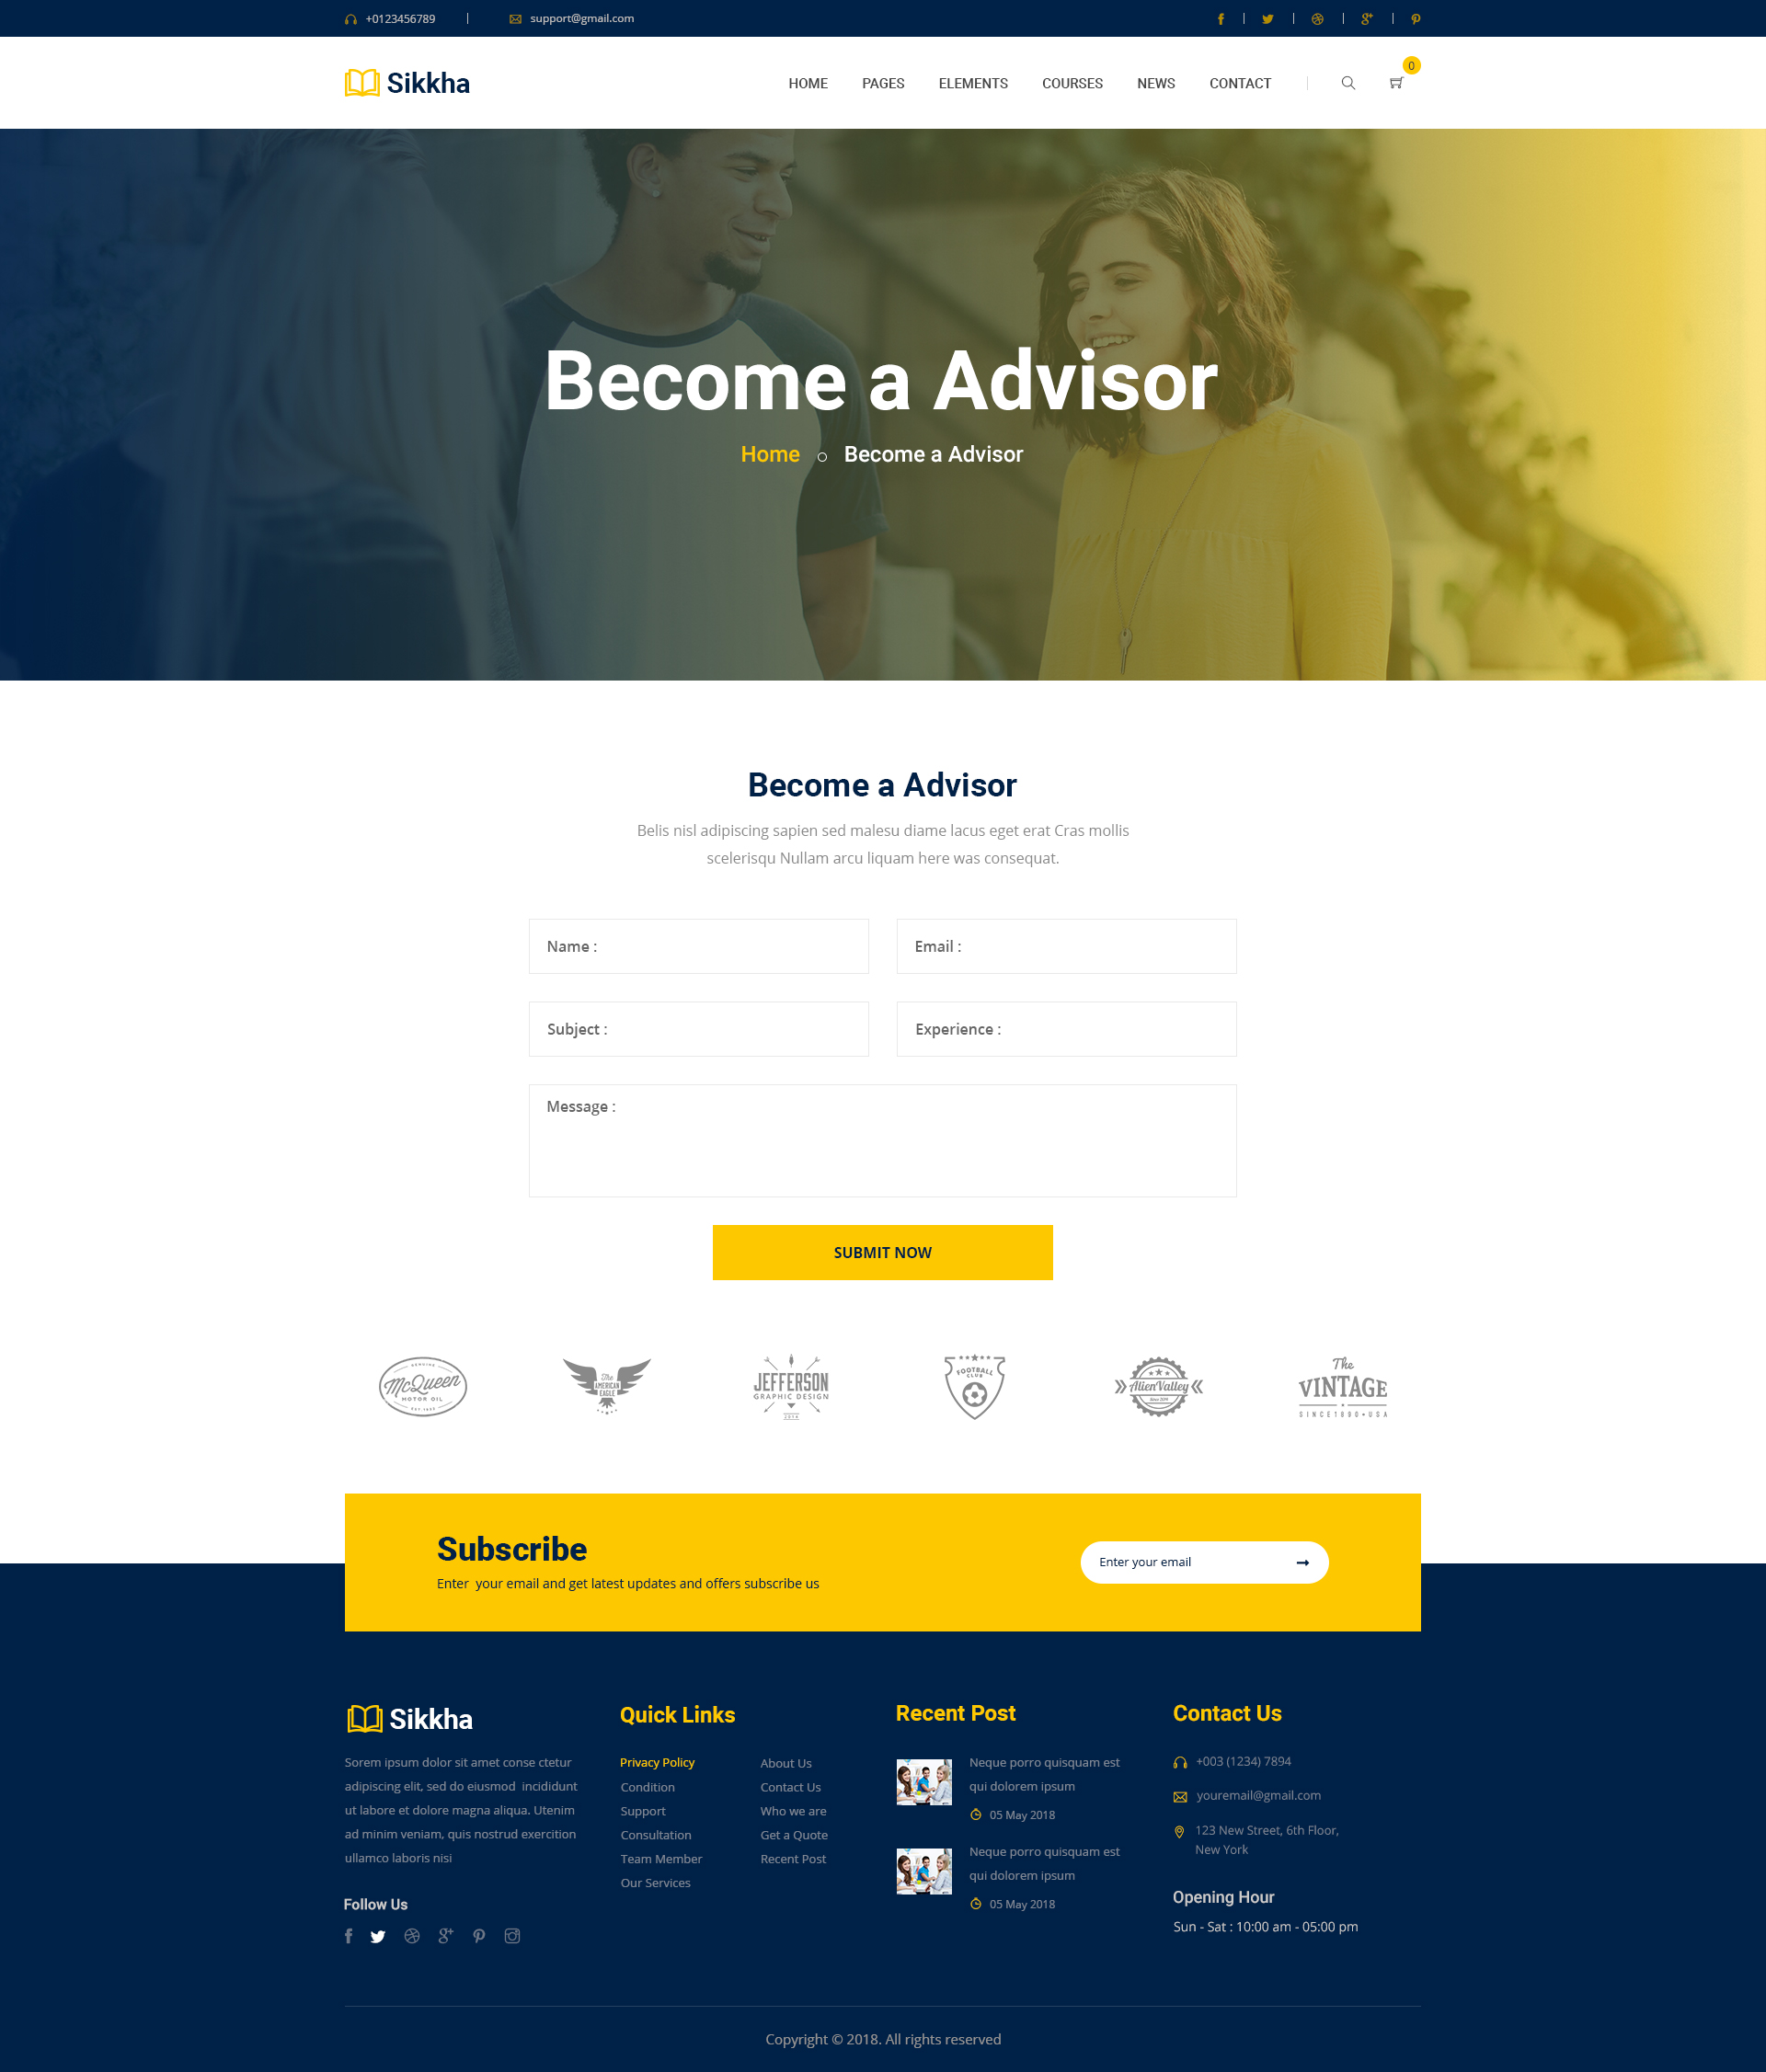 +0123456789
support@gmail.com
Sikkha
HOME PAGES ELEMENTS COURSES NEWS CONTACT
0
Become a Advisor
Home Become a Advisor
Become a Advisor
Belis nisl adipiscing sapien sed malesu diame lacus eget erat Cras mollis
scelerisqu Nullam arcu liquam here was consequat.
Name :
Email :
Subject :
Experience :
Message :
SUBMIT NOW
GENUINE
McQueen
MOTOR OIL
The
AMERICAN
EAGLE
JEFFERSON
GRAPHIC DESIGN
FOOTBALL
CLUB
AlienValley
The
VINTAGE
SINCE1890•USA
Subscribe
Enter  your email and get latest updates and offers subscribe us
Enter your email
Sikkha
Sorem ipsum dolor sit amet conse ctetur
adipiscing elit, sed do eiusmod  incididunt
ut labore et dolore magna aliqua. Utenim
ad minim veniam, quis nostrud exercition
ullamco laboris nisi
Follow Us
Quick Links
Privacy Policy
Condition
Support
Consultation
Team Member
Our Services
About Us
Contact Us
Who we are
Get a Quote
Recent Post
Recent Post
Neque porro quisquam est
qui dolorem ipsum
05 May 2018
Neque porro quisquam est
qui dolorem ipsum
05 May 2018
Contact Us
+003 (1234) 7894
youremail@gmail.com
123 New Street, 6th Floor,
New York
Opening Hour
Sun - Sat : 10:00 am - 05:00 pm
Copyright © 2018. All rights reserved